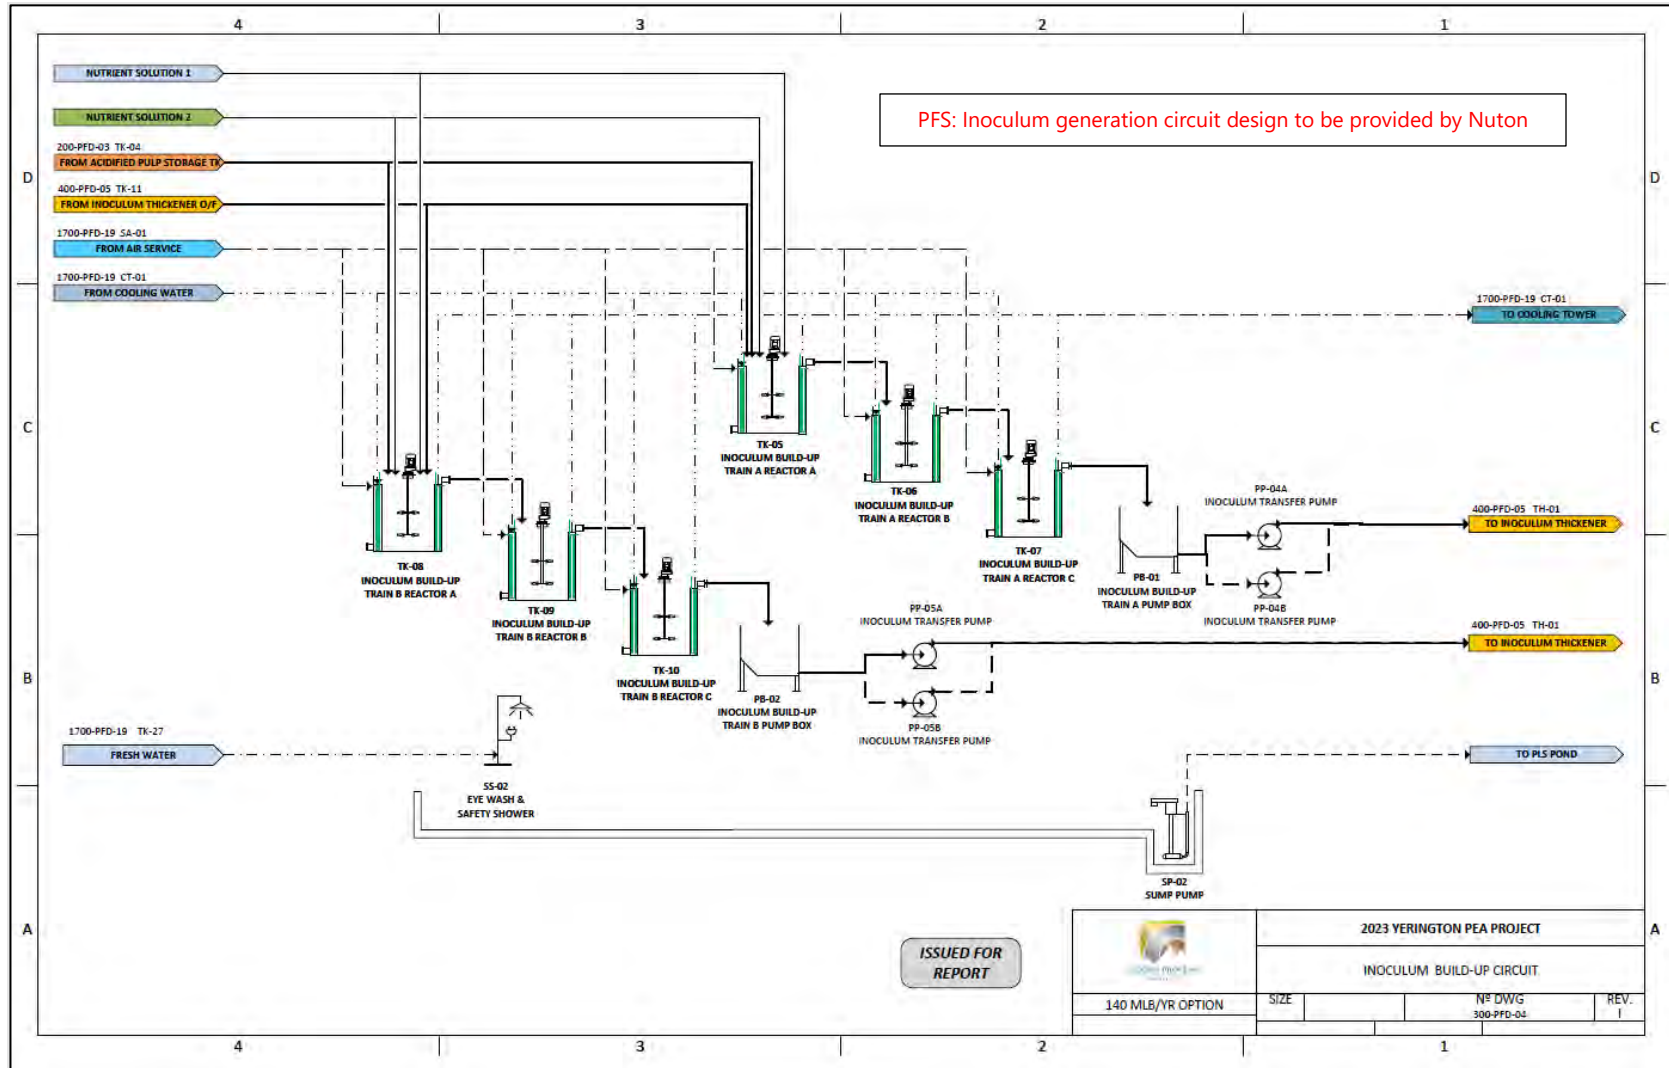 4 3 2 1
NUTRIENT SOLUTION 1
PFS: Inoculum generation circuit design to be provided by Nuton
NUTRIENT SOLUTION 2
200-PFD-03 TK-04
FROM ACIDIFIED PULP STORAGE TK
D D
400-PFD-05 TK-11
FROM INOCULUM THICKENER O/F
1700-PFD-19 SA-01
FROM AIR SERVICE
1700-PFD-19 CT-01
FROM COOLING WATER
1700-PFD-19 CT-01
TO COOLING TOWER
C C
TK-05
INOCULUM BUILD-UP
TRAIN A REACTOR A
TK-06
INOCULUM BUILD-UP
TRAIN A REACTOR B
TK-07
INOCULUM BUILD-UP
TRAIN A REACTOR C
PP-04A
INOCULUM TRANSFER PUMP
400-PFD-05 TH-01
TO INOCULUM THICKENER
TK-08
INOCULUM BUILD-UP
TRAIN B REACTOR A
PB-01
INOCULUM BUILD-UP
TRAIN A PUMP BOX
PP-04B
INOCULUM TRANSFER PUMP
TK-09
INOCULUM BUILD-UP
TRAIN B REACTOR B
PP-05A
INOCULUM TRANSFER PUMP
400-PFD-05 TH-01
TO INOCULUM THICKENER
TK-10
INOCULUM BUILD-UP
TRAIN B REACTOR C
B B
PB-02
INOCULUM BUILD-UP
TRAIN B PUMP BOX
PP-05B
INOCULUM TRANSFER PUMP
1700-PFD-19 TK-27
FRESH WATER
TO PLS POND
SS-02
EYE WASH &
SAFETY SHOWER
SP-02
SUMP PUMP
A A
ISSUED FOR
REPORT
2023 YERINGTON PEA PROJECT
INOCULUM BUILD-UP CIRCUIT
140 MLB/YR OPTION
SIZE
Nº DWG
300-PFD-04
REV.
I
4 3 2 1